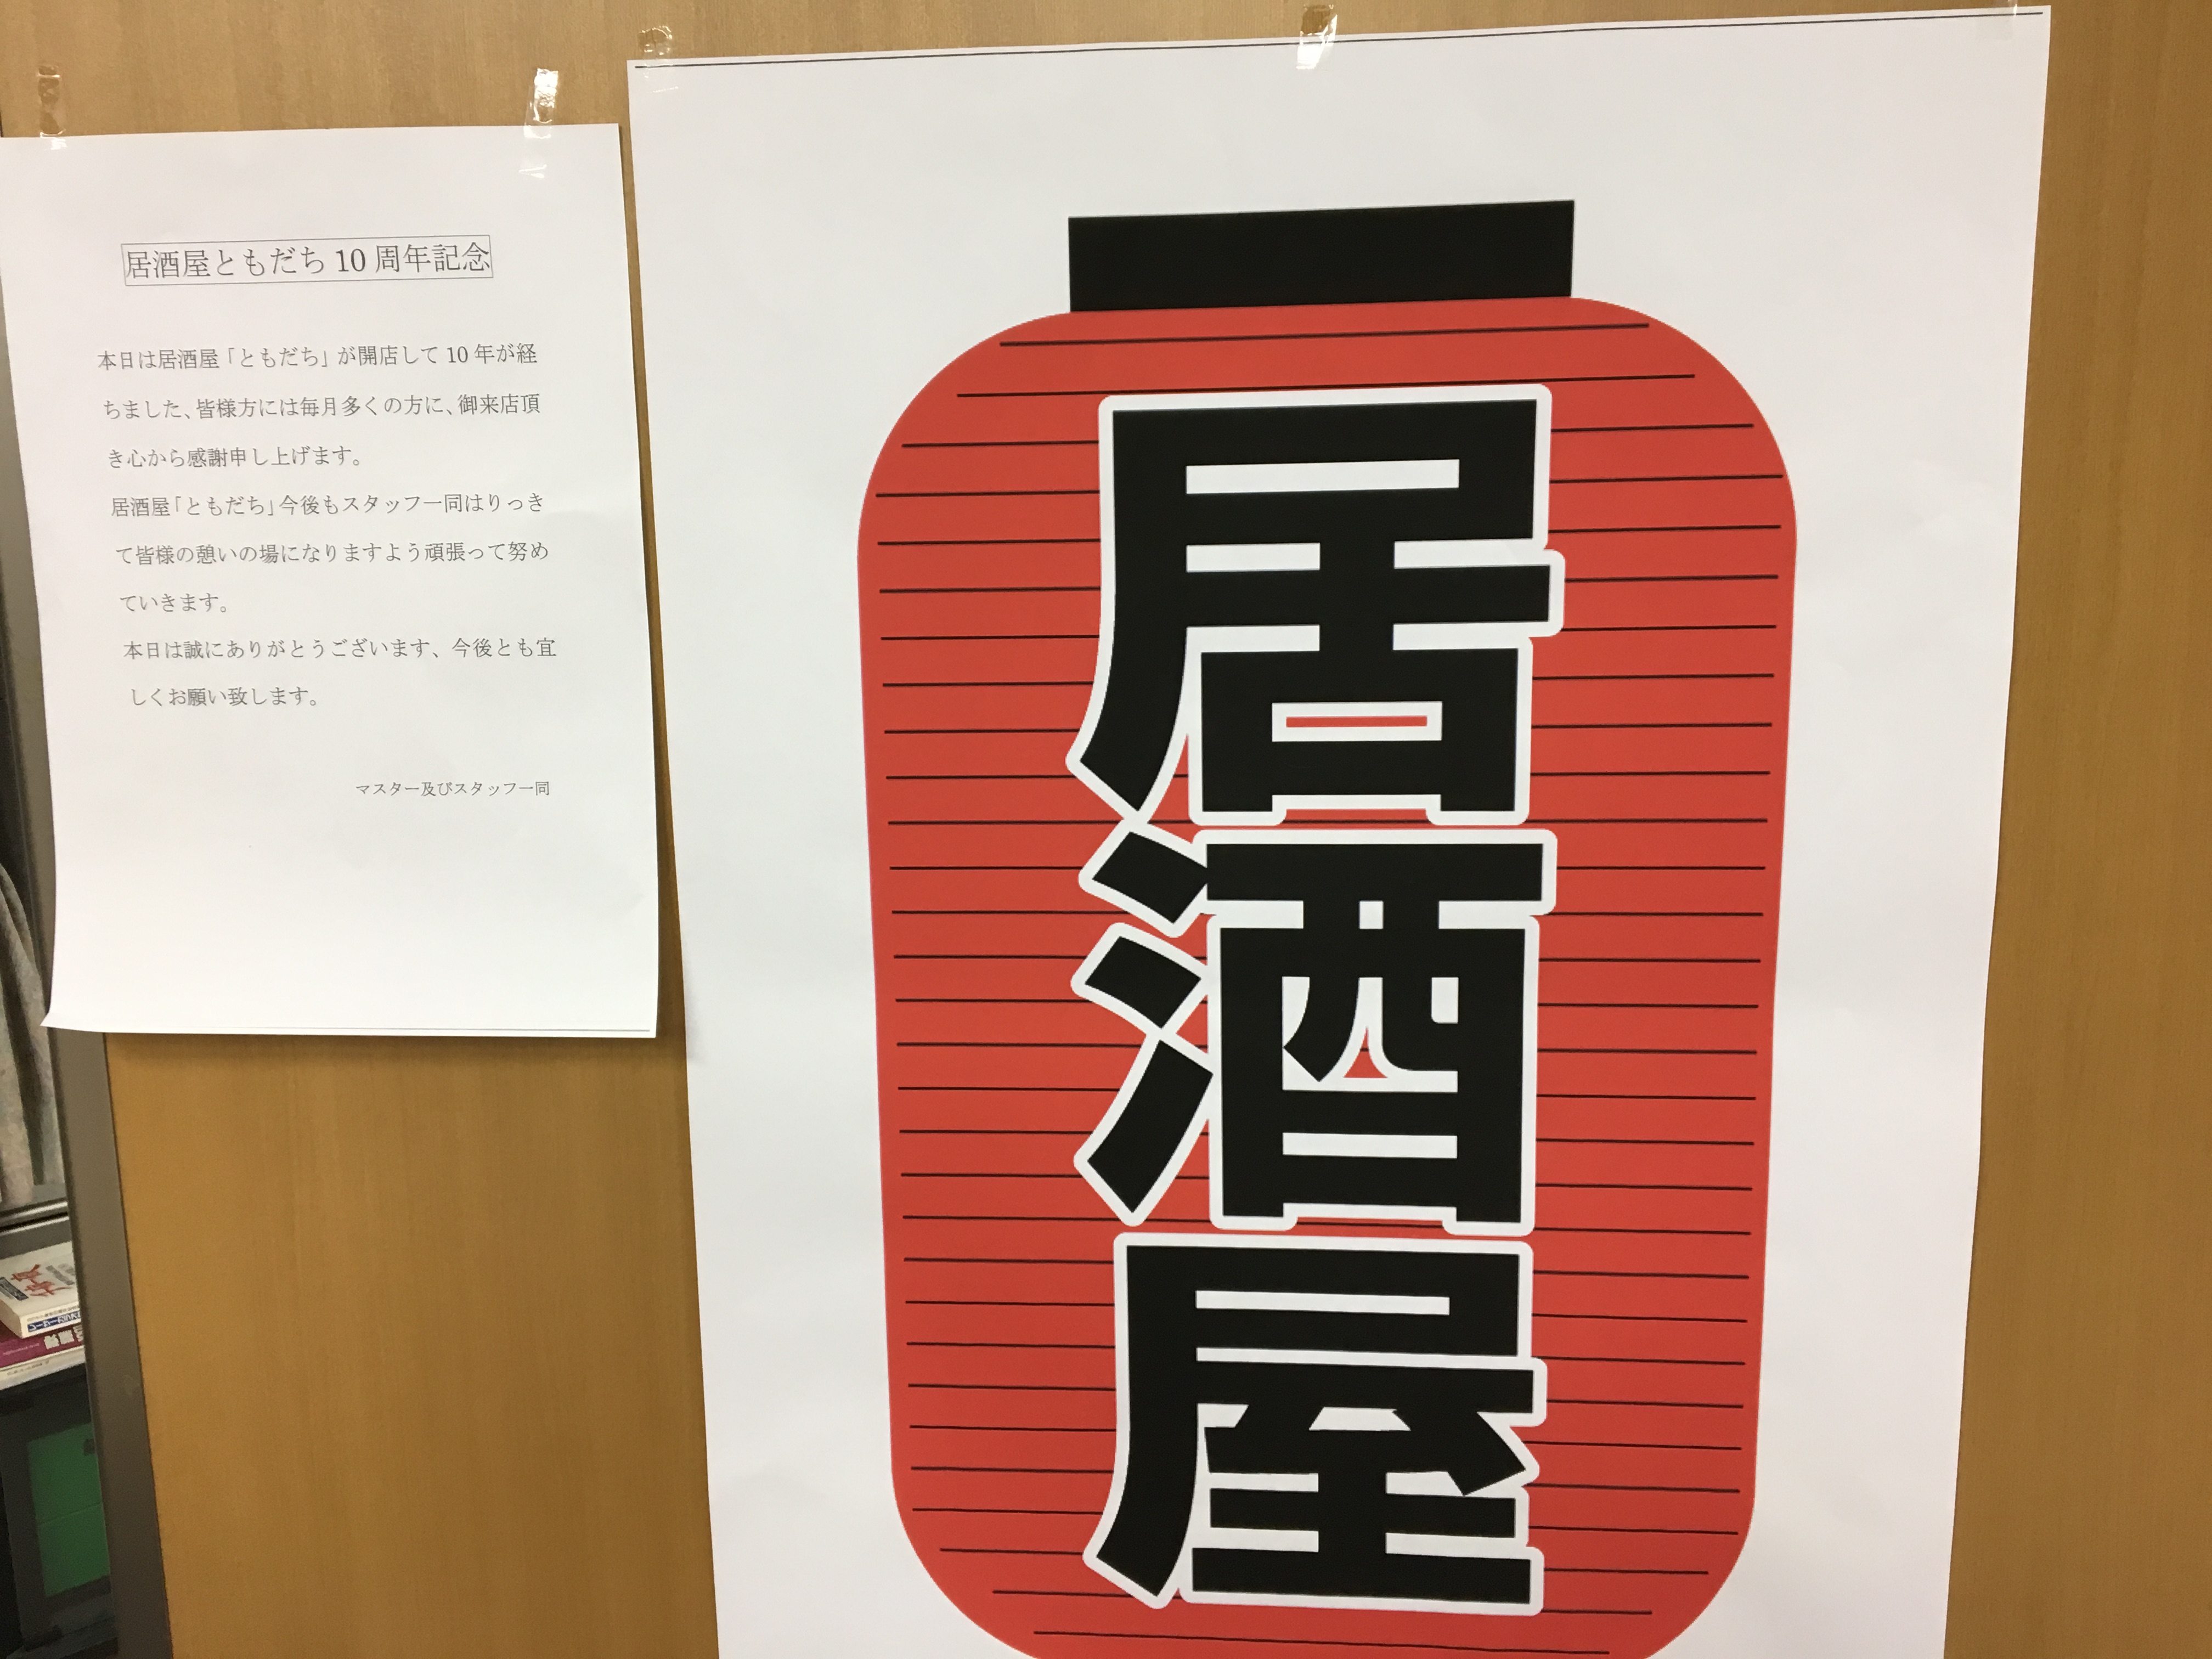 居酒屋ともだち10周年記念
本日は居酒屋「ともだち」が開店して10年が経
ちました、皆様方には毎月多くの方に、御来店頂
き心から感謝申し上げます。
居酒屋「ともだち」今後もスタッフ一同はりっき
て皆様の憩いの場になりますよう頑張って努め
ていきます。
本日は誠にありがとうございます、今後とも宜
しくお願い致します。
マスター及びスタッフ一同
居酒屋